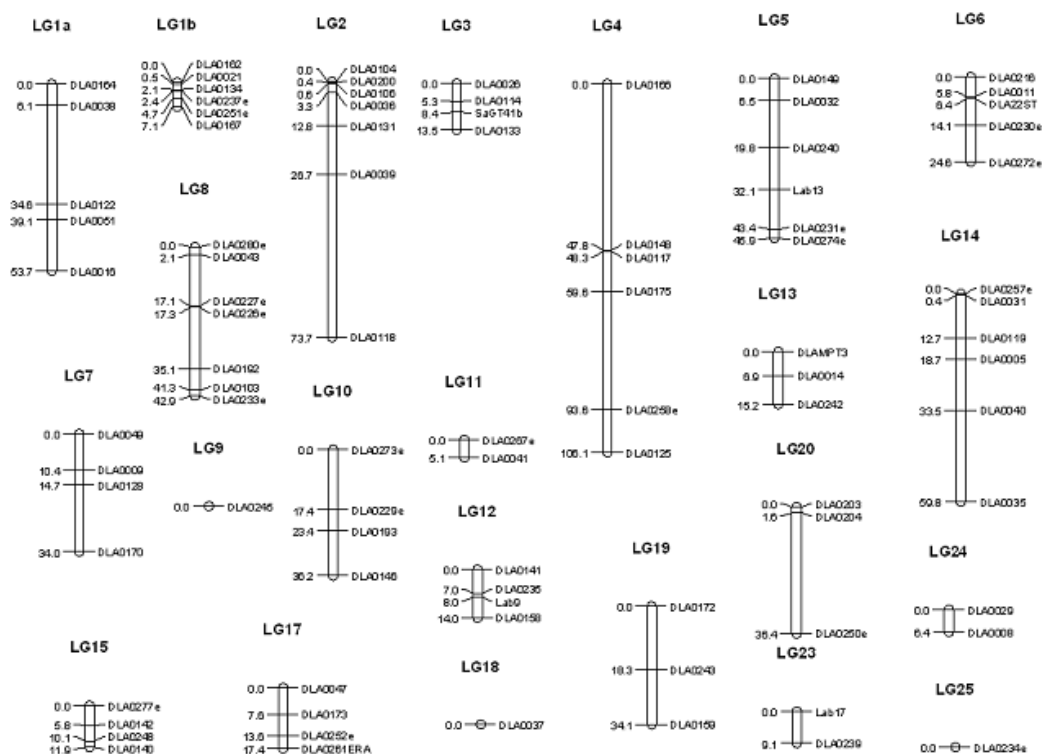 LG1a
0.0 DLA0164
6.1 DLA0038
34.6 DLA0122
39.1 DLA0051
53.7 DLA0016
LG1b
0.0 DLA0162
0.5 DLA0021
2.1 DLA0134
2.4 DLA0237e
4.7 DLA0251e
7.1 DLA0167
LG2
0.0 DLA0104
0.4 DLA0200
0.6 DLA0106
3.3 DLA0036
12.8 DLA0131
26.7 DLA0039
73.7 DLA0118
LG3
0.0 DLA0026
5.3 DLA0114
8.4 SaGT41b
13.5 DLA0133
LG4
0.0 DLA0166
47.8 DLA0148
48.3 DLA0117
59.6 DLA0175
93.6 DLA0258e
106.1 DLA0125
LG5
0.0 DLA0149
6.5 DLA0032
19.8 DLA0240
32.1 Lab13
43.4 DLA0231e
46.9 DLA0274e
LG6
0.0 DLA0216
5.8 DLA0011
6.4 DLA22ST
14.1 DLA0230e
24.6 DLA0272e
LG8
0.0 DLA0280e
2.1 DLA0043
17.1 DLA0227e
17.3 DLA0226e
35.1 DLA0192
41.3 DLA0103
42.9 DLA0233e
LG14
0.0 DLA0257e
0.4 DLA0031
12.7 DLA0119
18.7 DLA0005
33.5 DLA0040
59.8 DLA0035
LG13
0.0 DLAMPT3
6.9 DLA0014
15.2 DLA0242
LG7
0.0 DLA0049
10.4 DLA0009
14.7 DLA0128
34.0 DLA0170
LG9
0.0 DLA0246
LG10
0.0 DLA0273e
17.4 DLA0229e
23.4 DLA0193
36.2 DLA0146
LG11
0.0 DLA0267e
5.1 DLA0041
LG20
0.0 DLA0203
1.6 DLA0204
36.4 DLA0250e
LG12
0.0 DLA0141
7.0 DLA0235
8.0 Lab9
14.0 DLA0158
LG19
0.0 DLA0172
18.3 DLA0243
34.1 DLA0159
LG24
0.0 DLA0029
6.4 DLA0008
LG15
0.0 DLA0277e
5.8 DLA0142
10.1 DLA0248
11.9 DLA0140
LG17
0.0 DLA0047
7.6 DLA0173
13.6 DLA0252e
17.4 DLA0261ERA
LG18
0.0 DLA0037
LG23
0.0 Lab17
9.1 DLA0239
LG25
0.0 DLA0234e